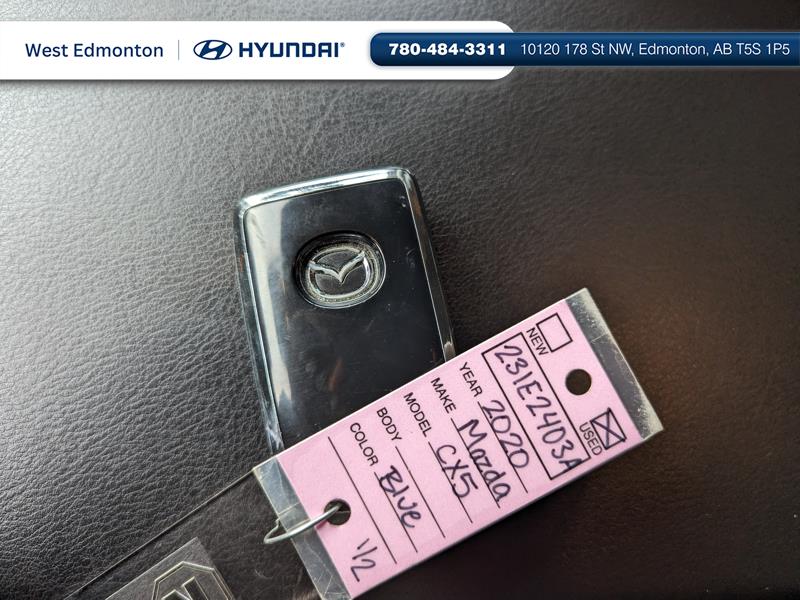 West Edmonton
HYUNDAI
780-484-3311 10120 178 St NW, Edmonton, AB T5S 1P5
NEW
USED
231E2403A
YEAR 2020
MAKE Mazda
MODEL CX5
BODY
COLOR Blue
1/2